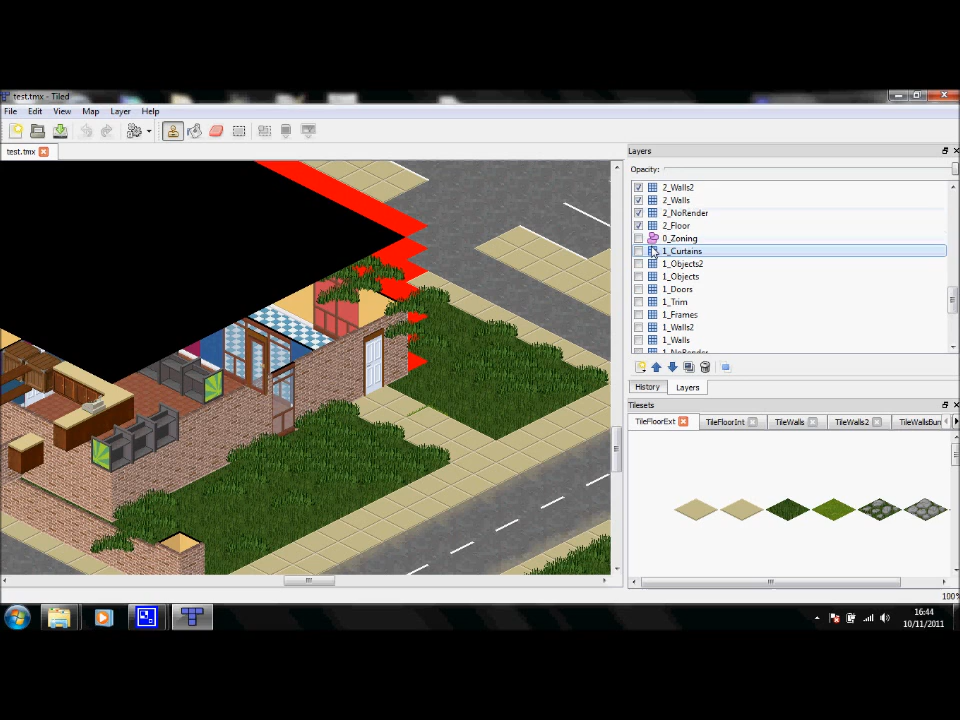 test.tmx - Tiled
File Edit View Map Layer Help
test.tmx
Layers
Opacity:
2_Walls2
2_Walls
2_NoRender
2_Floor
0_Zoning
1_Curtains
1_Objects2
1_Objects
1_Doors
1_Trim
1_Frames
1_Walls2
1_Walls
1_NoRender
History Layers
Tilesets
TileFloorExt TileFloorInt TileWalls TileWalls2 TileWallsBur
100%
16:44
10/11/2011